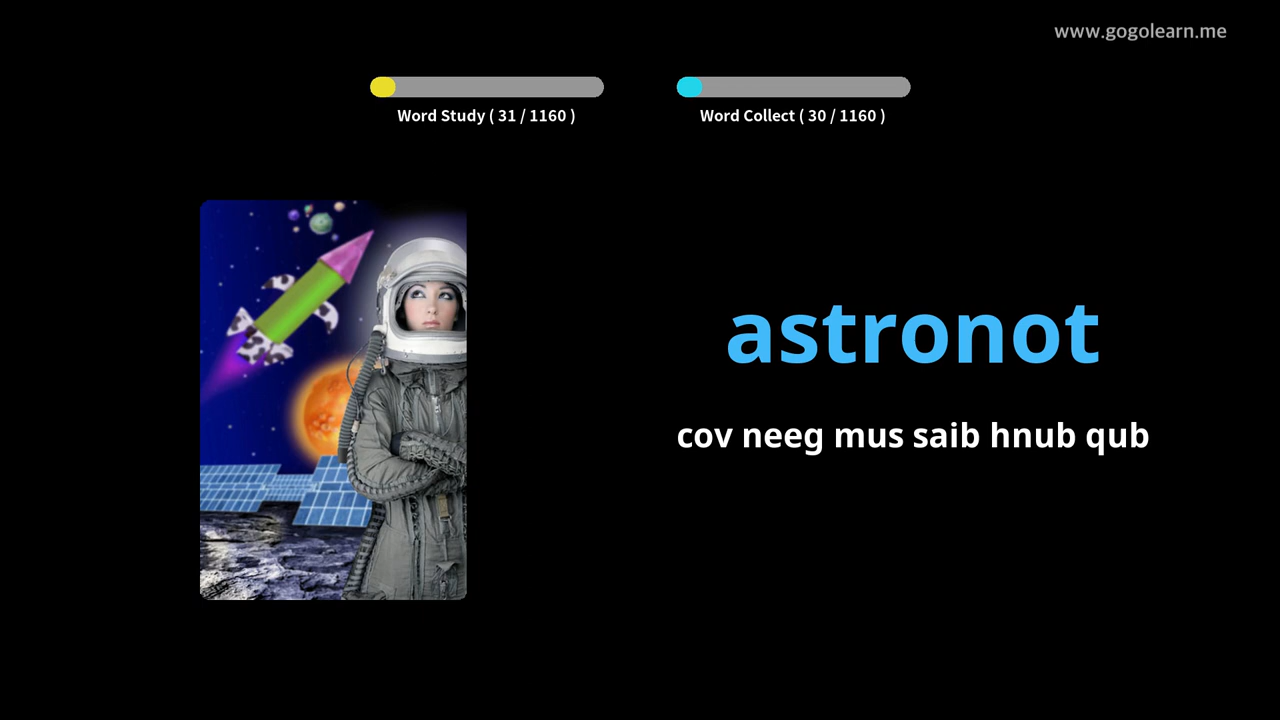 www.gogolearn.me
Word Study ( 31 / 1160 )
Word Collect ( 30 / 1160 )
astronot
cov neeg mus saib hnub qub